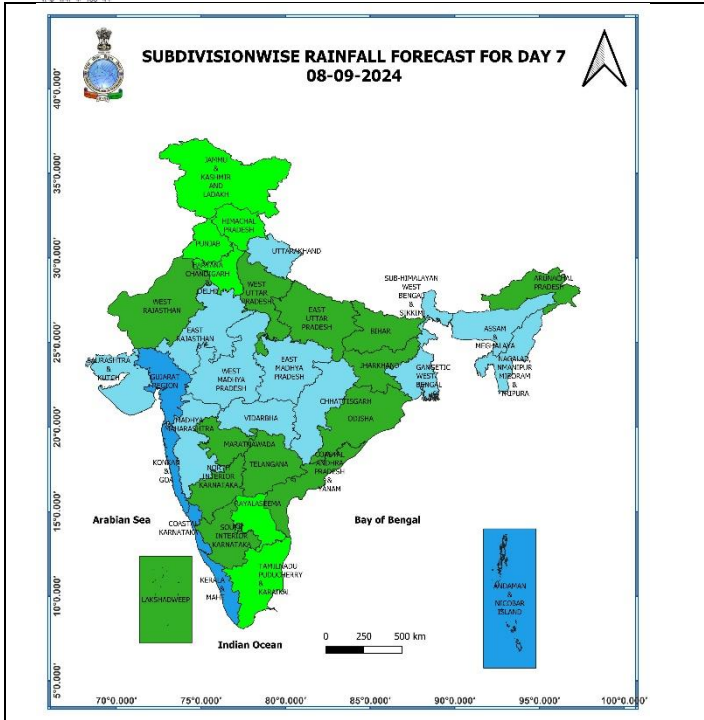 SUBDIVISIONWISE RAINFALL FORECAST FOR DAY 7
08-09-2024
40°0.000'
35°0.000'
30°0.000'
25°0.000'
20°0.000'
15°0.000'
10°0.000'
5°0.000'
JAMMU
&
KASHMIR
AND
LADAKH
HIMACHAL
PRADESH
PUNJAB
UTTARAKHAND
HARYANA
CHANDIGARH
&
DELHI
WEST
UTTAR
PRADESH
WEST
RAJASTHAN
EAST
UTTAR
PRADESH
SUB-HIMALAYAN
WEST
BENGAL
&
SIKKIM
ARUNACHAL
PRADESH
EAST
RAJASTHAN
BIHAR
ASSAM
&
MEGHALAYA
NAGALAD,
NMANIPUR
MIZORAM
&
TRIPURA
SAURASHTRA
&
KUTCH
GUJARAT
REGION
WEST
MADHYA
PRADESH
EAST
MADHYA
PRADESH
JHARKHAND
GANGETIC
WEST
BENGAL
CHHATTISGARH
ODISHA
MADHYA
MAHARASHTRA
VIDARBHA
MARATHWADA
TELANGANA
COASTAL
ANDHRA
PRADESH
&
YANAM
KONKAN
&
GOA
NORTH
INTERIOR
KARNATAKA
RAYALASEEMA
Arabian Sea
COASTAL
KARNATAKA
SOUTH
INTERIOR
KARNATAKA
Bay of Bengal
LAKSHADWEEP
KERALA
&
MAHE
TAMILNADU
PUDUCHERRY
&
KARAIKAL
ANDAMAN
&
NICOBAR
ISLAND
Indian Ocean
0 250 500 km
70°0.000' 75°0.000' 80°0.000' 85°0.000' 90°0.000' 95°0.000' 100°0.000'